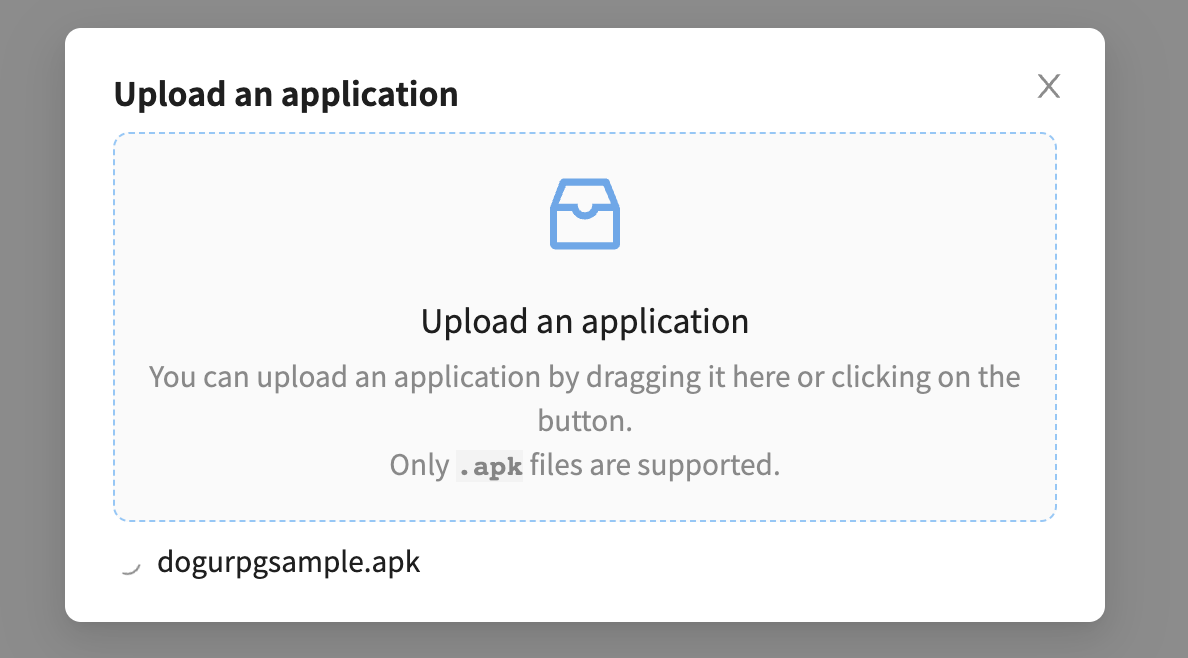 Upload an application
Upload an application
You can upload an application by dragging it here or clicking on the
button.
Only .apk files are supported.
dogurpgsample.apk